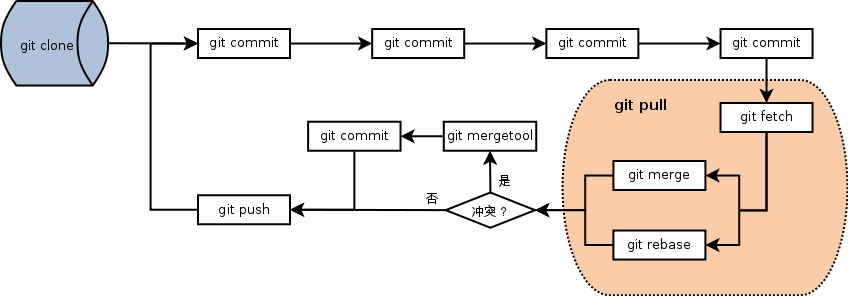 git clone
git commit
git commit
git commit
git commit
git pull
git fetch
git commit
git mergetool
git merge
是
否
git push
冲突？
git rebase